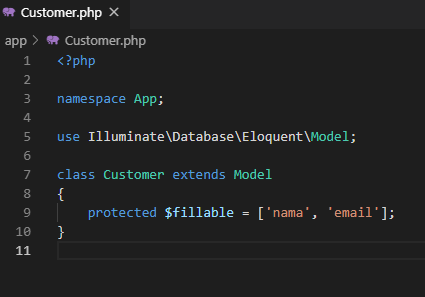 Customer.php ×
app > Customer.php
1 <?php
2
3 namespace App;
4
5 use Illuminate\Database\Eloquent\Model;
6
7 class Customer extends Model
8 {
9 protected $fillable = ['nama', 'email'];
10 }
11